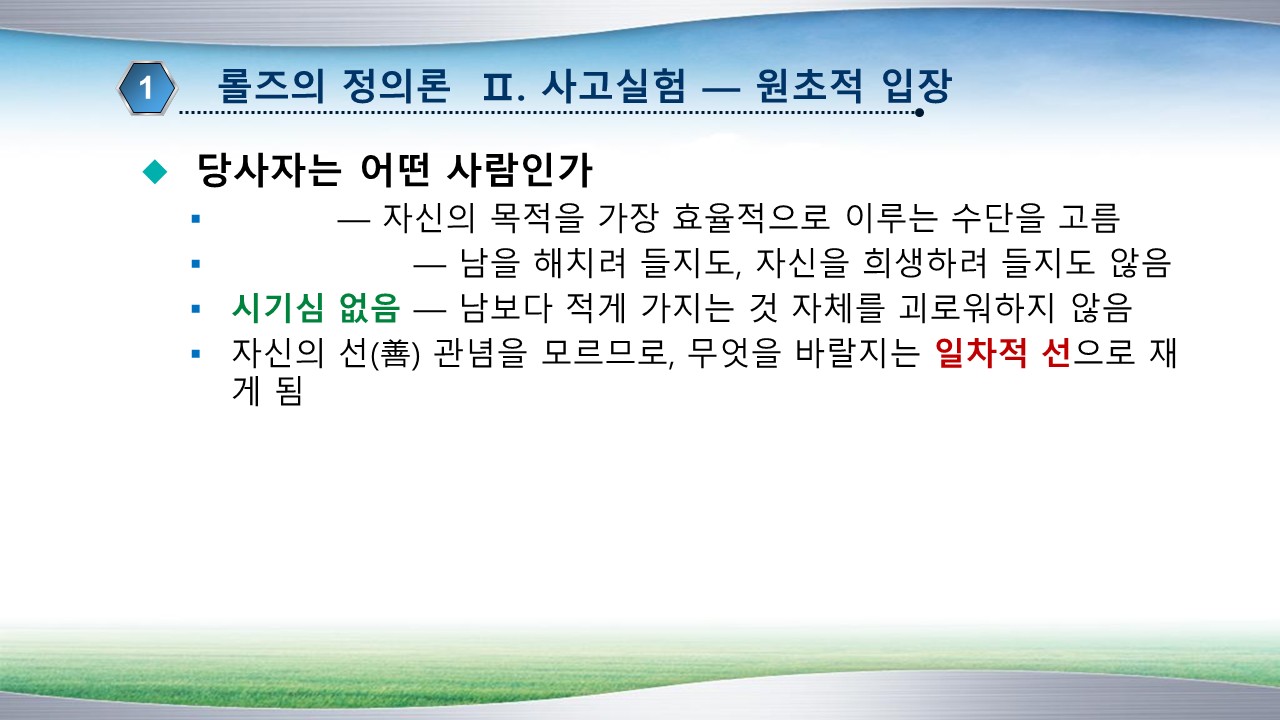 1 롤즈의 정의론 Ⅱ. 사고실험 — 원초적 입장
당사자는 어떤 사람인가
— 자신의 목적을 가장 효율적으로 이루는 수단을 고름
— 남을 해치려 들지도, 자신을 희생하려 들지도 않음
시기심 없음 — 남보다 적게 가지는 것 자체를 괴로워하지 않음
자신의 선(善) 관념을 모르므로, 무엇을 바랄지는 일차적 선으로 재
게 됨